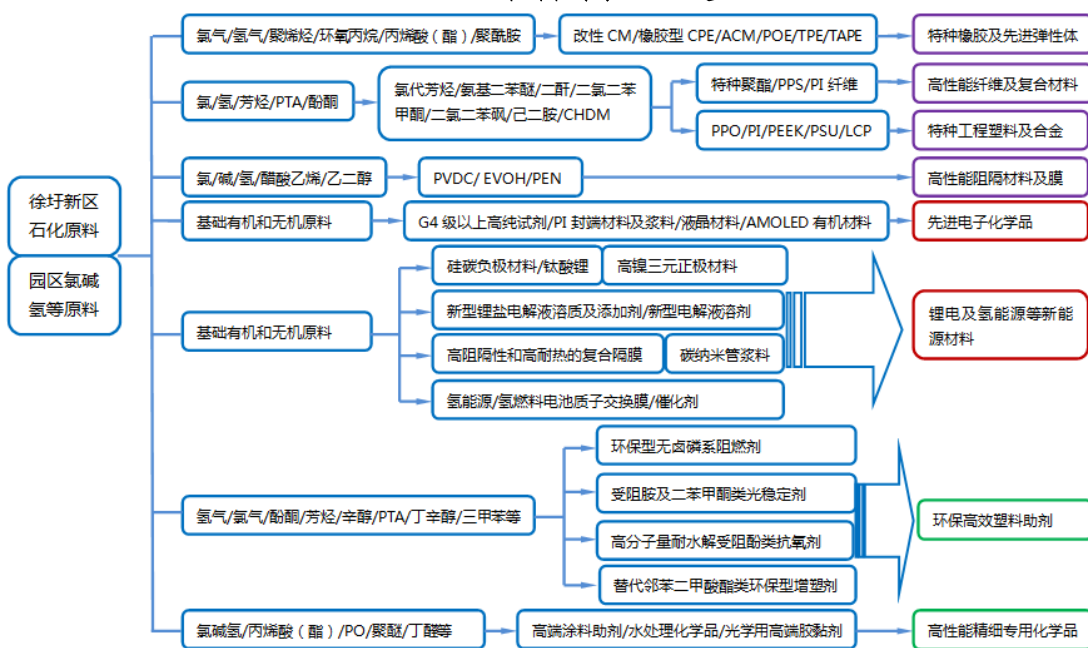 氯气/氢气/聚烯烃/环氧丙烷/丙烯酸（酯）/聚酰胺
改性 CM/橡胶型 CPE/ACM/POE/TPE/TAPE
特种橡胶及先进弹性体
氯/氢/芳烃/PTA/酚酮
氯代芳烃/氨基二苯醚/二酐/二氯二苯
甲酮/二氯二苯砜/己二胺/CHDM
特种聚酯/PPS/PI 纤维
高性能纤维及复合材料
PPO/PI/PEEK/PSU/LCP
特种工程塑料及合金
氯/碱/氢/醋酸乙烯/乙二醇
PVDC/ EVOH/PEN
高性能阻隔材料及膜
徐圩新区
石化原料
园区氯碱
氢等原料
基础有机和无机原料
G4 级以上高纯试剂/PI 封端材料及浆料/液晶材料/AMOLED 有机材料
先进电子化学品
基础有机和无机原料
硅碳负极材料/钛酸锂
高镍三元正极材料
新型锂盐电解液溶质及添加剂/新型电解液溶剂
高阻隔性和高耐热的复合隔膜
碳纳米管浆料
氢能源/氢燃料电池质子交换膜/催化剂
锂电及氢能源等新能
源材料
氢气/氯气/酚酮/芳烃/辛醇/PTA/丁辛醇/三甲苯等
环保型无卤磷系阻燃剂
受阻胺及二苯甲酮类光稳定剂
高分子量耐水解受阻酚类抗氧剂
替代邻苯二甲酸酯类环保型增塑剂
环保高效塑料助剂
氯碱氢/丙烯酸（酯）/PO/聚醚/丁醛等
高端涂料助剂/水处理化学品/光学用高端胶黏剂
高性能精细专用化学品